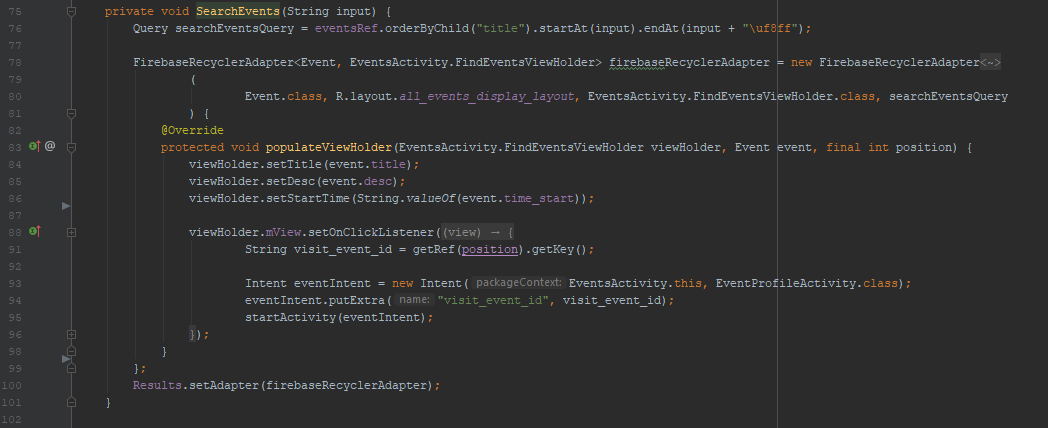 75 private void SearchEvents(String input) {
76 Query searchEventsQuery = eventsRef.orderByChild("title").startAt(input).endAt(input + "\uf8ff");
77
78 FirebaseRecyclerAdapter<Event, EventsActivity.FindEventsViewHolder> firebaseRecyclerAdapter = new FirebaseRecyclerAdapter<~>
79 (
80 Event.class, R.layout.all_events_display_layout, EventsActivity.FindEventsViewHolder.class, searchEventsQuery
81 ) {
82 @Override
83 @ protected void populateViewHolder(EventsActivity.FindEventsViewHolder viewHolder, Event event, final int position) {
84 viewHolder.setTitle(event.title);
85 viewHolder.setDesc(event.desc);
86 viewHolder.setStartTime(String.valueOf(event.time_start));
87
88 viewHolder.mView.setOnClickListener((view) → {
91 String visit_event_id = getRef(position).getKey();
92
93 Intent eventIntent = new Intent( packageContext: EventsActivity.this, EventProfileActivity.class);
94 eventIntent.putExtra( name: "visit_event_id", visit_event_id);
95 startActivity(eventIntent);
96 });
98 }
99 };
100 Results.setAdapter(firebaseRecyclerAdapter);
101 }
102